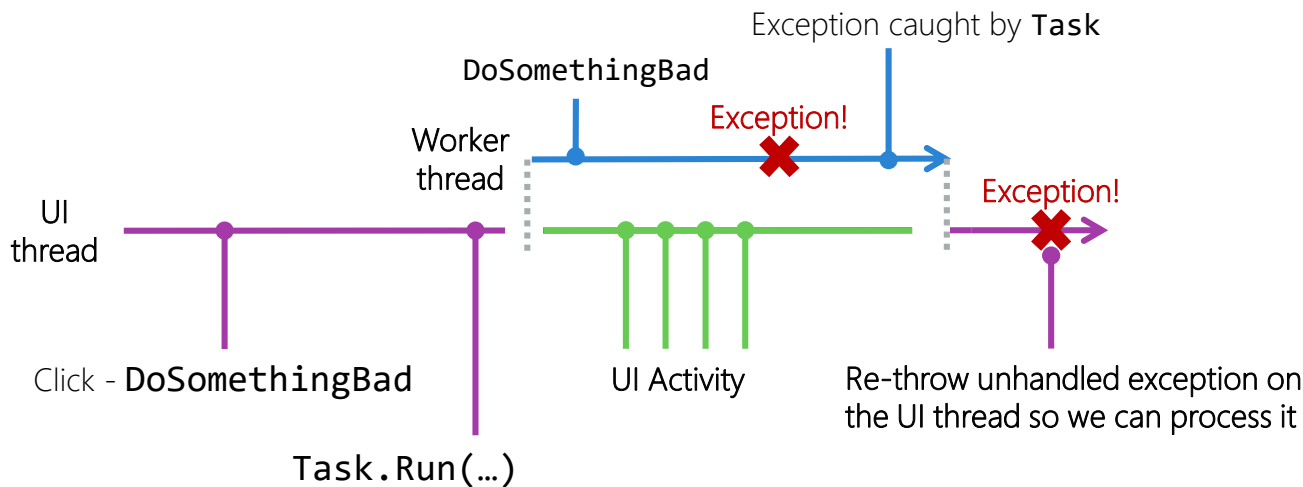 Exception caught by Task
DoSomethingBad
Exception!
Worker
thread
Exception!
UI
thread
Click - DoSomethingBad
UI Activity
Re-throw unhandled exception on
the UI thread so we can process it
Task.Run(…)